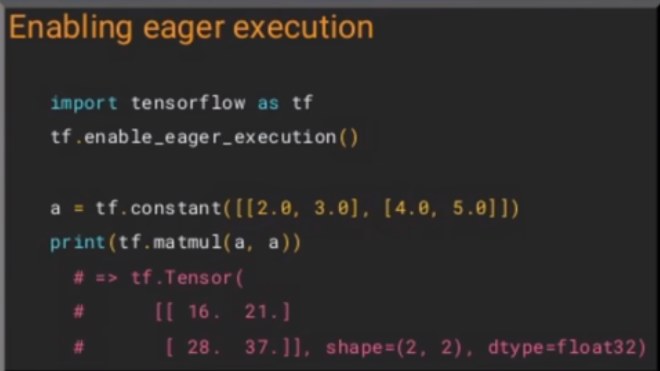 Enabling eager execution
import tensorflow as tf
tf.enable_eager_execution()
a = tf.constant([[2.0, 3.0], [4.0, 5.0]])
print(tf.matmul(a, a))
# => tf.Tensor(
# [[ 16. 21.]
# [ 28. 37.]], shape=(2, 2), dtype=float32)